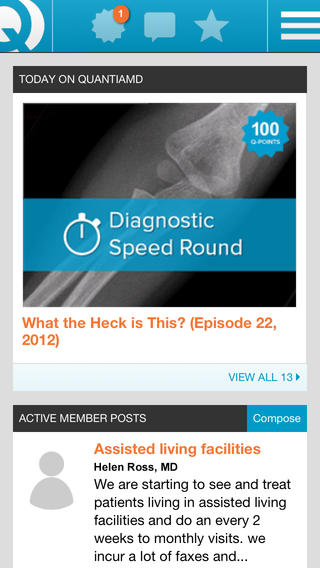 1
TODAY ON QUANTIAMD
100
Q-POINTS
Diagnostic
Speed Round
What the Heck is This? (Episode 22,
2012)
VIEW ALL 13
ACTIVE MEMBER POSTS
Compose
Assisted living facilities
Helen Ross, MD
We are starting to see and treat
patients living in assisted living
facilities and do an every 2
weeks to monthly visits. we
incur a lot of faxes and...